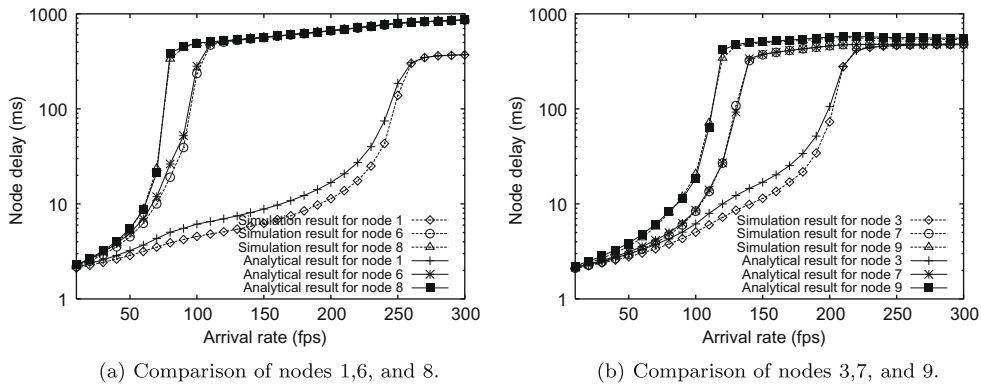 1000
100
10
1
Node delay (ms)
Simulation result for node 1
Simulation result for node 6
Simulation result for node 8
Analytical result for node 1
Analytical result for node 6
Analytical result for node 8
50 100 150 200 250 300
Arrival rate (fps)
(a) Comparison of nodes 1,6, and 8.
1000
100
10
1
Node delay (ms)
Simulation result for node 3
Simulation result for node 7
Simulation result for node 9
Analytical result for node 3
Analytical result for node 7
Analytical result for node 9
50 100 150 200 250 300
Arrival rate (fps)
(b) Comparison of nodes 3,7, and 9.